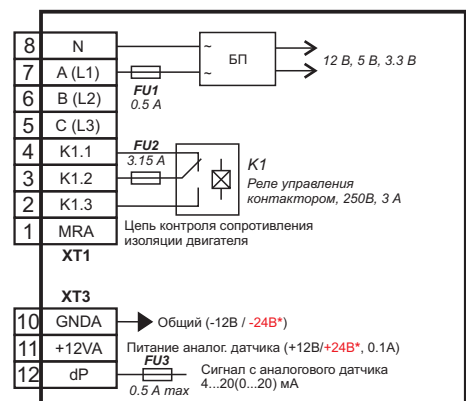 8 N
7 A (L1)
6 B (L2)
5 C (L3)
4 K1.1
3 K1.2
2 K1.3
1 MRA
XT1
~
~
БП
12 В, 5 В, 3.3 В
FU1
0.5 A
FU2
3.15 A
K1
Реле управления
контактором, 250В, 3 А
Цепь контроля сопротивления
изоляции двигателя
XT3
10 GNDA
Общий (-12В / -24В*)
11 +12VA
Питание аналог. датчика (+12В/+24В*, 0.1А)
12 dP
FU3
0.5 A max
Сигнал с аналогового датчика
4...20(0...20) мА